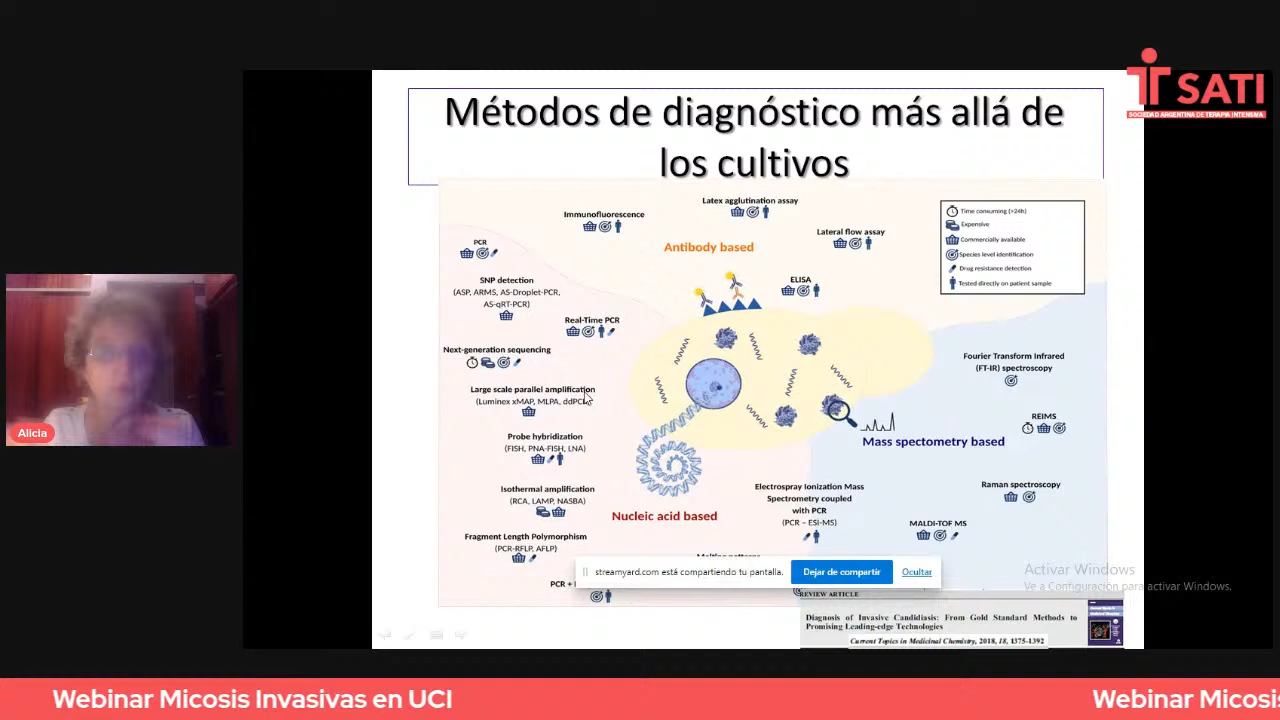 SATI
SOCIEDAD ARGENTINA DE TERAPIA INTENSIVA
Métodos de diagnóstico más allá de
los cultivos
Latex agglutination assay
Immunofluorescence
Lateral flow assay
Antibody based
PCR
ELISA
Time consuming (>24h)
Expensive
Commercially available
Species level identification
Drug resistance detection
Tested directly on patient sample
SNP detection
(ASP, ARMS, AS-Droplet-PCR,
AS-qRT-PCR)
Real-Time PCR
Next-generation sequencing
Large scale parallel amplification
(Luminex xMAP, MLPA, ddPCR)
Probe hybridization
(FISH, PNA-FISH, LNA)
Isothermal amplification
(RCA, LAMP, NASBA)
Fragment Length Polymorphism
(PCR-RFLP, AFLP)
PCR +
Nucleic acid based
Fourier Transform Infrared
(FT-IR) spectroscopy
REIMS
Mass spectometry based
Raman spectroscopy
Electrospray Ionization Mass
Spectrometry coupled
with PCR
(PCR – ESI-MS)
MALDI-TOF MS
streamyard.com está compartiendo tu pantalla.
Dejar de compartir
Ocultar
Activar Windows
Ve a Configuración para activar Windows.
REVIEW ARTICLE
Diagnosis of Invasive Candidiasis: From Gold Standard Methods to
Promising Leading-edge Technologies
Current Topics in Medicinal Chemistry, 2018, 18, 1375-1392
Alicia
Webinar Micosis Invasivas en UCI
Webinar Micosis